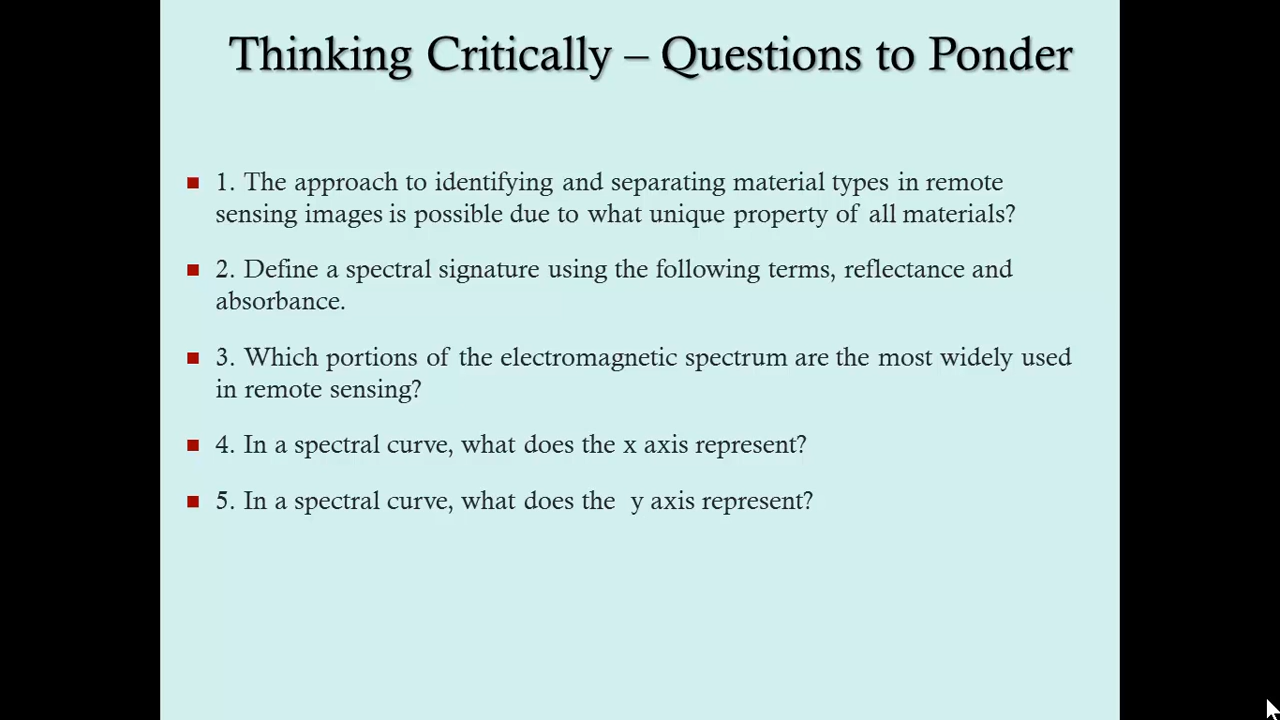 Thinking Critically – Questions to Ponder
1. The approach to identifying and separating material types in remote
sensing images is possible due to what unique property of all materials?
2. Define a spectral signature using the following terms, reflectance and
absorbance.
3. Which portions of the electromagnetic spectrum are the most widely used
in remote sensing?
4. In a spectral curve, what does the x axis represent?
5. In a spectral curve, what does the  y axis represent?